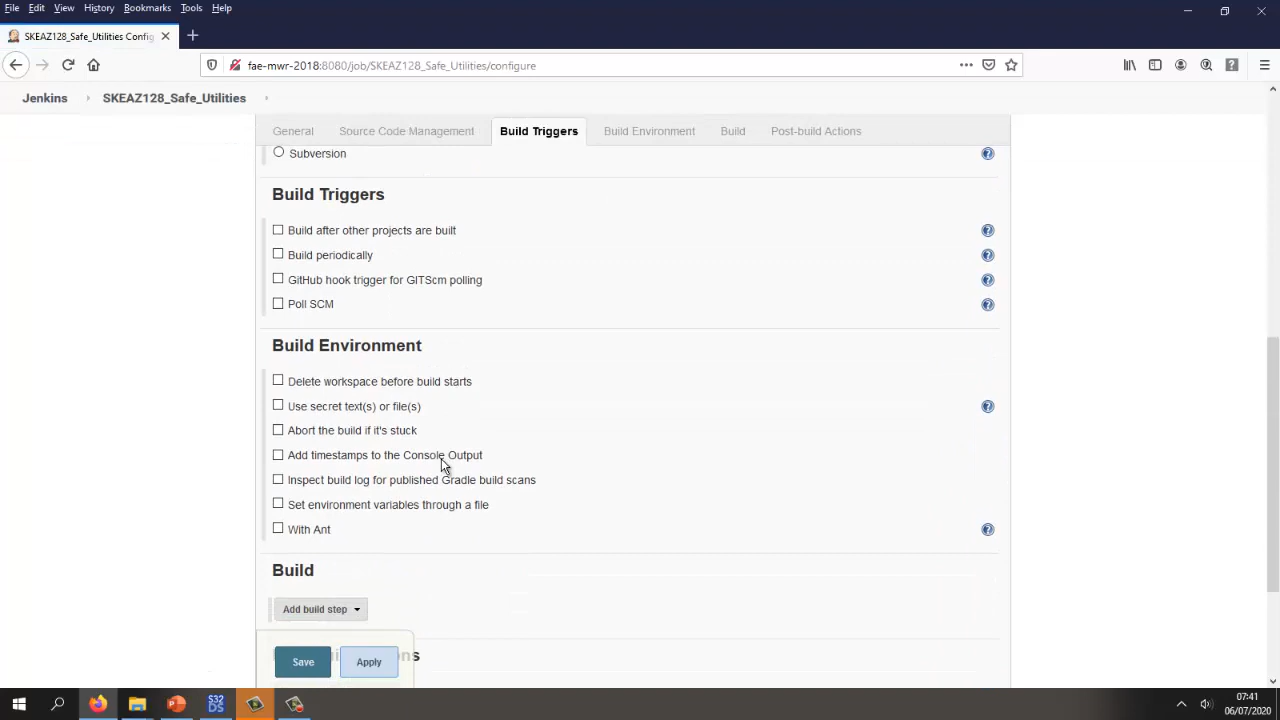 File Edit View History Bookmarks Tools Help
SKEAZ128_Safe_Utilities Config
fae-mwr-2018:8080/job/SKEAZ128_Safe_Utilities/configure
Jenkins SKEAZ128_Safe_Utilities
General Source Code Management Build Triggers Build Environment Build Post-build Actions
Subversion
Build Triggers
Build after other projects are built
Build periodically
GitHub hook trigger for GITScm polling
Poll SCM
Build Environment
Delete workspace before build starts
Use secret text(s) or file(s)
Abort the build if it's stuck
Add timestamps to the Console Output
Inspect build log for published Gradle build scans
Set environment variables through a file
With Ant
Build
Add build step
Save Apply
S32DS
07:41
06/07/2020